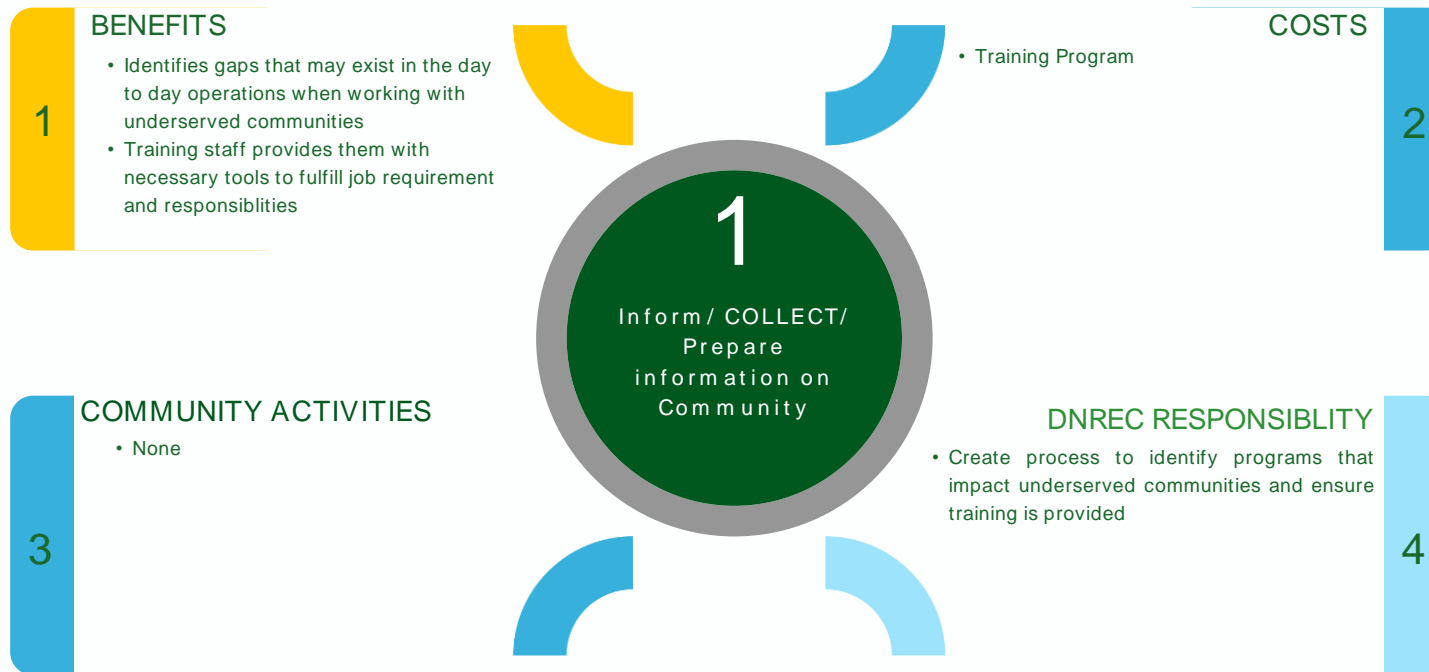 1
BENEFITS
• Identifies gaps that may exist in the day
to day operations when working with
underserved communities
• Training staff provides them with
necessary tools to fulfill job requirement
and responsiblities
COSTS
• Training Program
2
1
Inform/ COLLECT/
Prepare
information on
Community
3
COMMUNITY ACTIVITIES
• None
DNREC RESPONSIBLITY
• Create process to identify programs that
impact underserved communities and ensure
training is provided
4